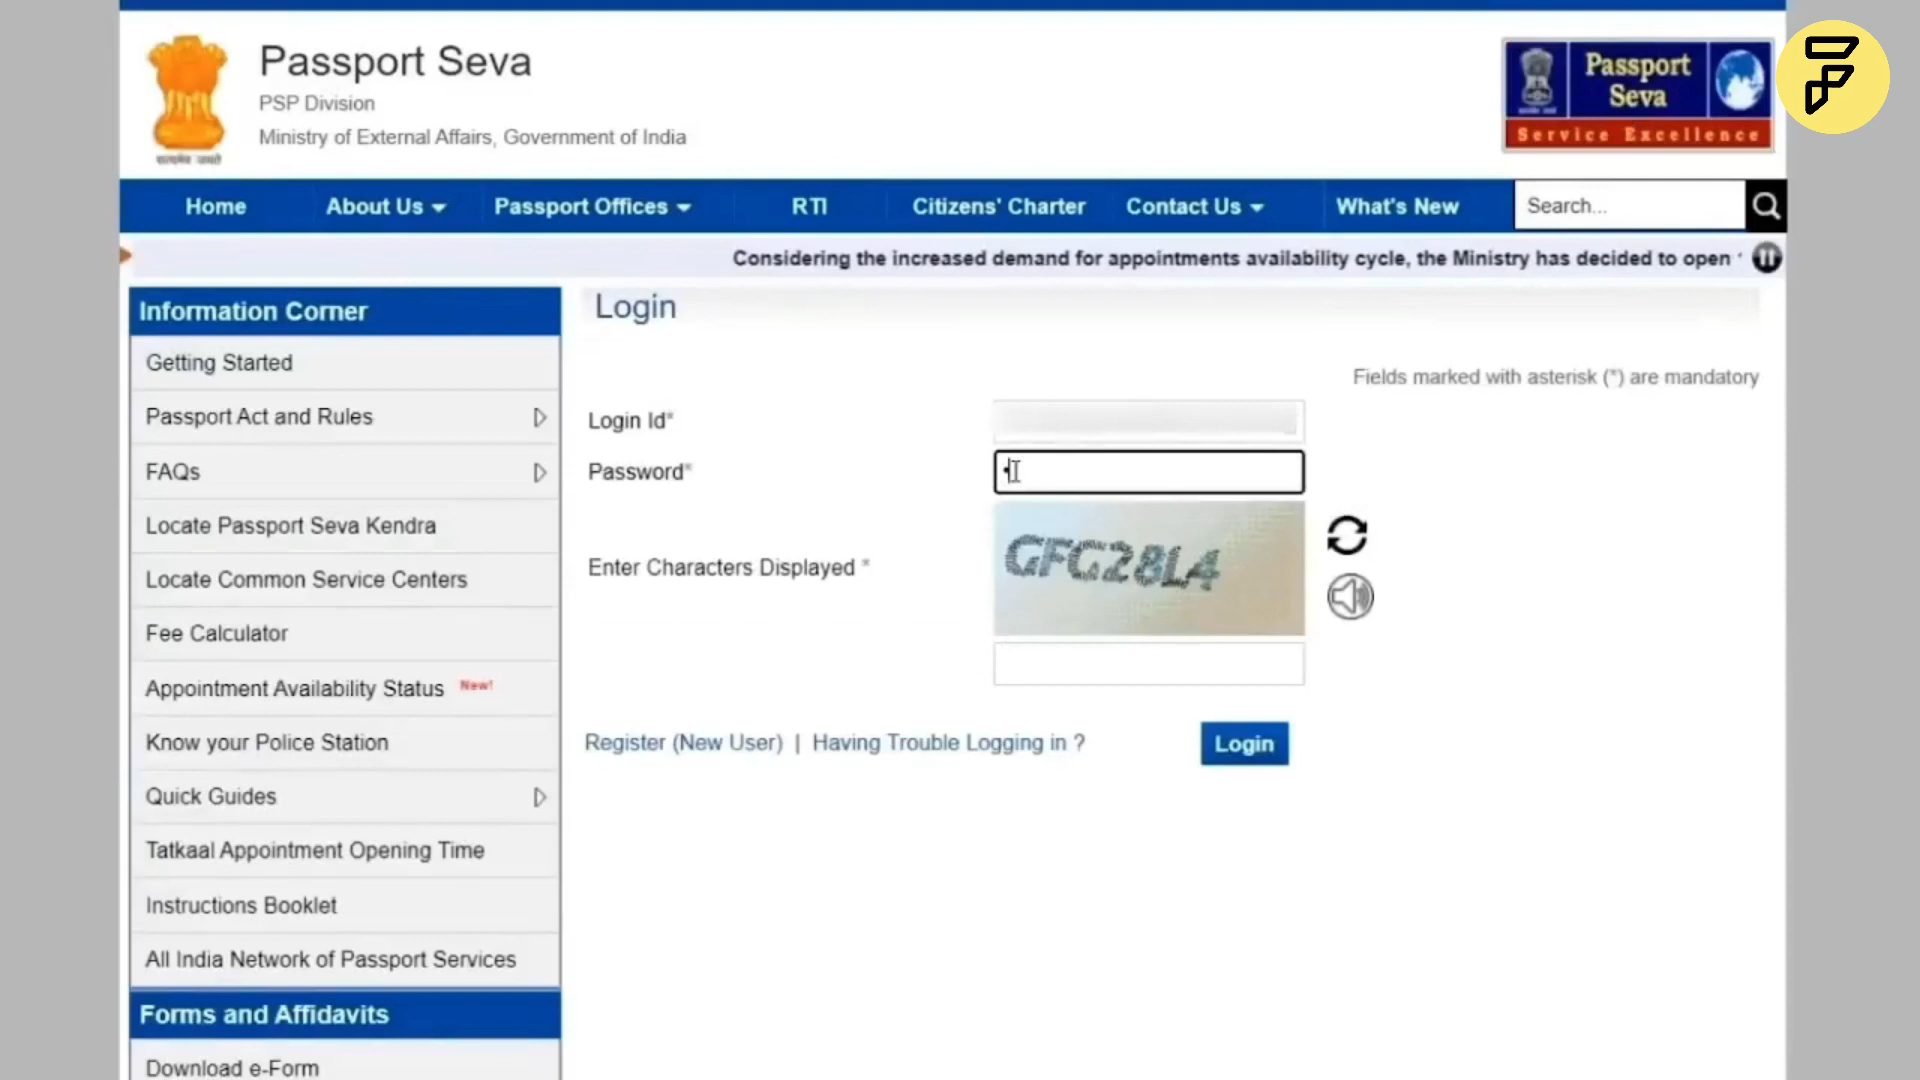 Passport Seva
PSP Division
Ministry of External Affairs, Government of India
Passport
Seva
Service Excellence
Home About Us Passport Offices RTI Citizens' Charter Contact Us What's New Search...
Considering the increased demand for appointments availability cycle, the Ministry has decided to open
Information Corner
Getting Started
Passport Act and Rules
FAQs
Locate Passport Seva Kendra
Locate Common Service Centers
Fee Calculator
Appointment Availability Status New!
Know your Police Station
Quick Guides
Tatkaal Appointment Opening Time
Instructions Booklet
All India Network of Passport Services
Forms and Affidavits
Download e-Form
Login
Fields marked with asterisk (*) are mandatory
Login Id*
Password*
Enter Characters Displayed *
GFG28L4
Register (New User) | Having Trouble Logging in ?
Login